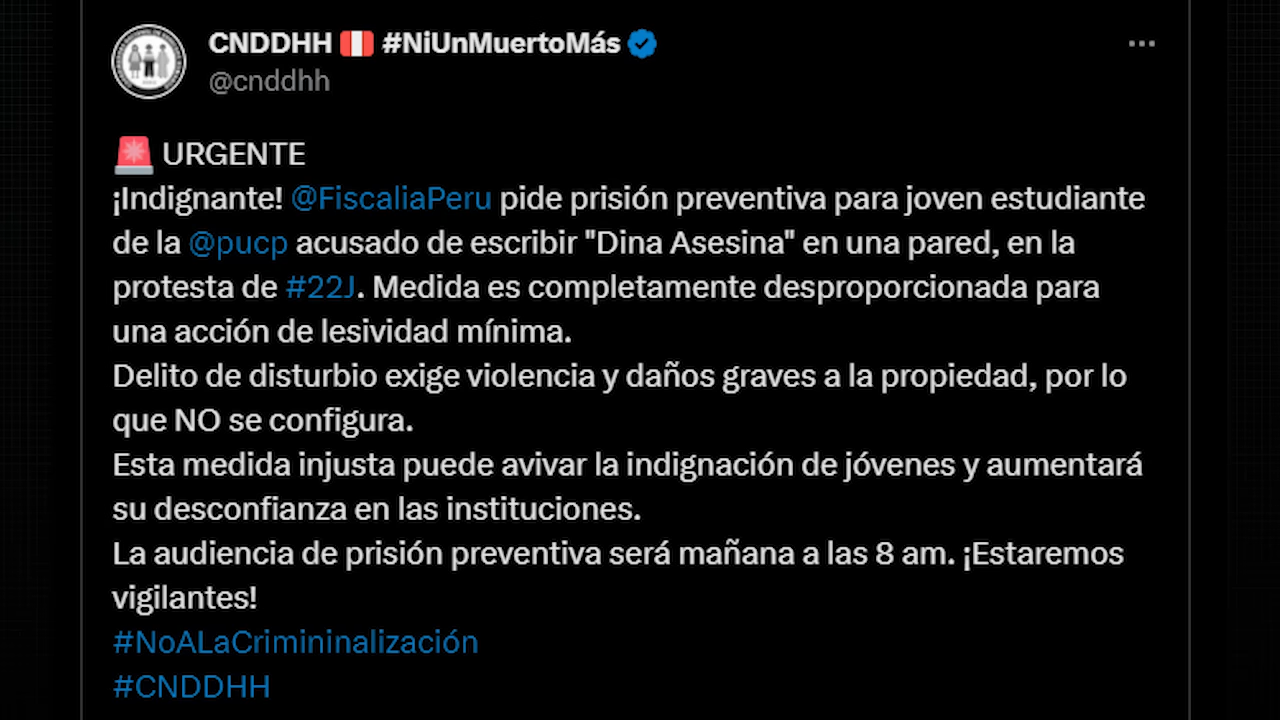 CNDDHH 🇵🇪 #NiUnMuertoMás
@cnddhh
🚨 URGENTE
¡Indignante! @FiscaliaPeru pide prisión preventiva para joven estudiante
de la @pucp acusado de escribir "Dina Asesina" en una pared, en la
protesta de #22J. Medida es completamente desproporcionada para
una acción de lesividad mínima.
Delito de disturbio exige violencia y daños graves a la propiedad, por lo
que NO se configura.
Esta medida injusta puede avivar la indignación de jóvenes y aumentará
su desconfianza en las instituciones.
La audiencia de prisión preventiva será mañana a las 8 am. ¡Estaremos
vigilantes!
#NoALaCrimininalización
#CNDDHH